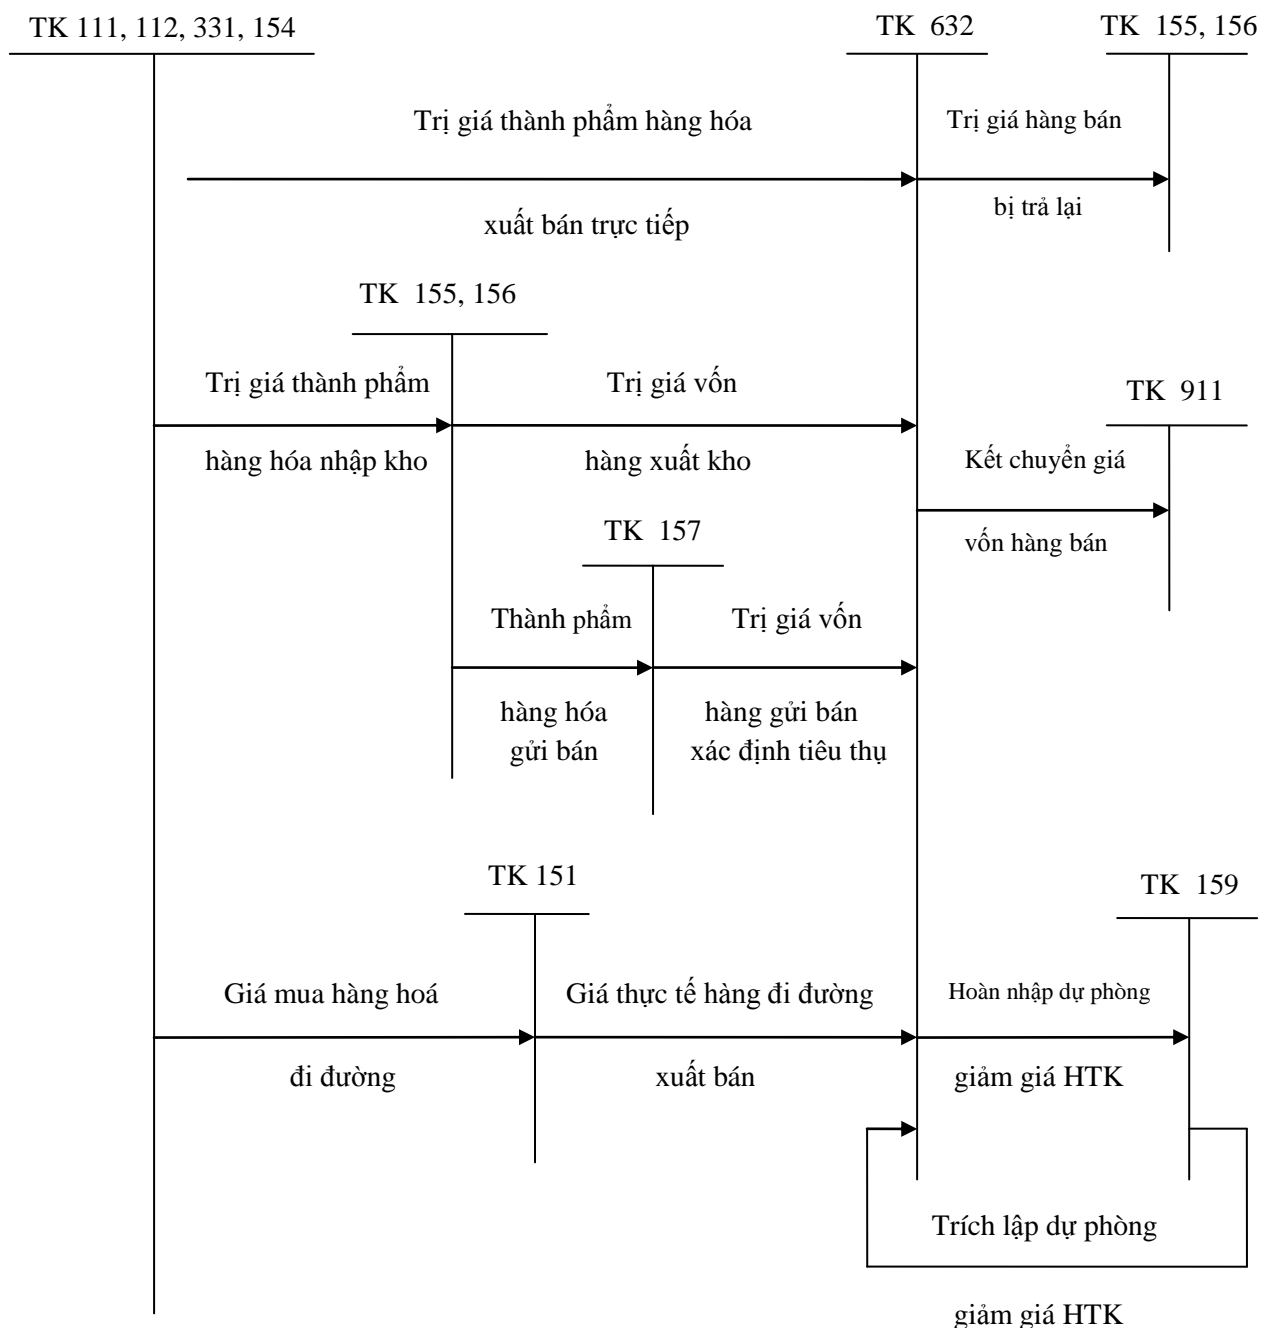 TK 111, 112, 331, 154
TK 632
TK 155, 156
Trị giá thành phẩm hàng hóa
Trị giá hàng bán
xuất bán trực tiếp
bị trả lại
TK 155, 156
Trị giá thành phẩm
Trị giá vốn
TK 911
hàng hóa nhập kho
hàng xuất kho
Kết chuyển giá
TK 157
vốn hàng bán
Thành phẩm
Trị giá vốn
hàng hóa
hàng gửi bán
gửi bán
xác định tiêu thụ
TK 151
TK 159
Giá mua hàng hoá
Giá thực tế hàng đi đường
Hoàn nhập dự phòng
đi đường
xuất bán
giảm giá HTK
Trích lập dự phòng
giảm giá HTK